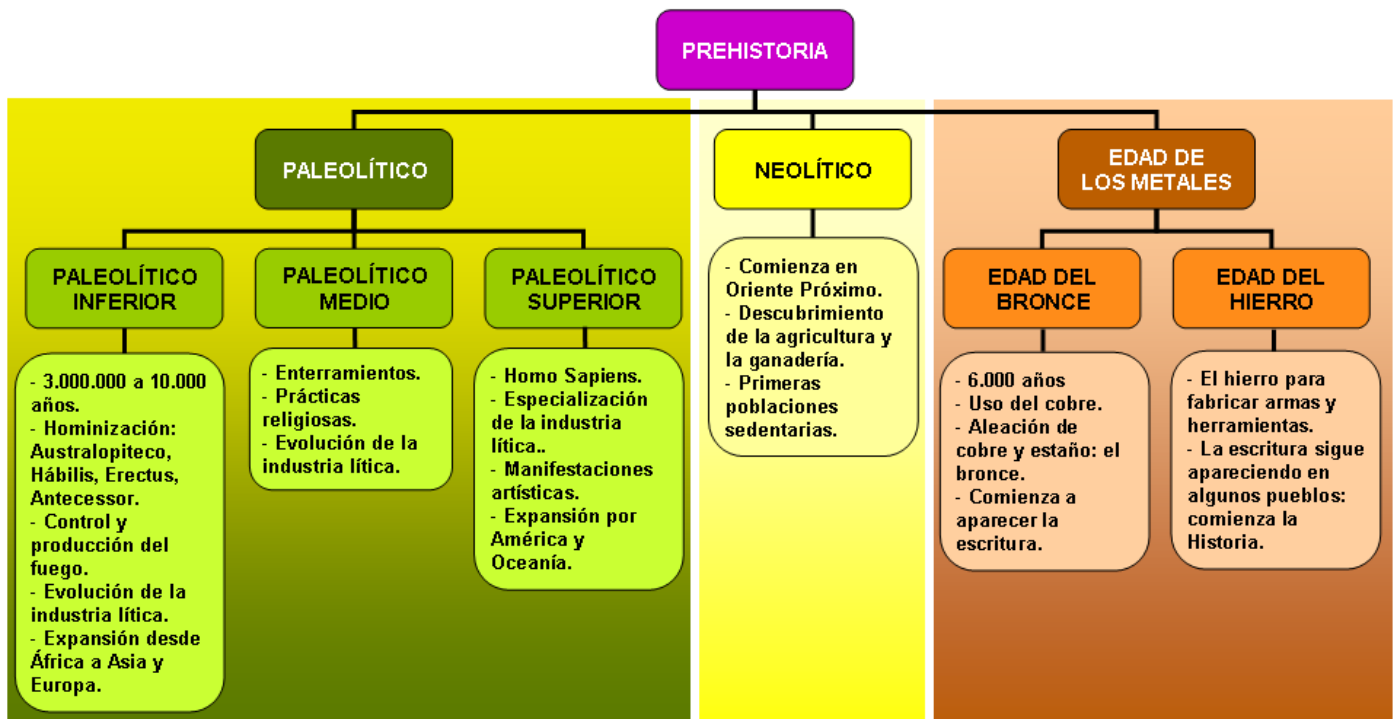 PREHISTORIA
PALEOLÍTICO
NEOLÍTICO
EDAD DE
LOS METALES
PALEOLÍTICO
INFERIOR
PALEOLÍTICO
MEDIO
PALEOLÍTICO
SUPERIOR
EDAD DEL
BRONCE
EDAD DEL
HIERRO
- 3.000.000 a 10.000
años.
- Hominización:
Australopiteco,
Hábilis, Erectus,
Antecessor.
- Control y
producción del
fuego.
- Evolución de la
industria lítica.
- Expansión desde
África a Asia y
Europa.
- Enterramientos.
- Prácticas
religiosas.
- Evolución de la
industria lítica.
- Homo Sapiens.
- Especialización
de la industria
lítica..
- Manifestaciones
artísticas.
- Expansión por
América y
Oceanía.
- Comienza en
Oriente Próximo.
- Descubrimiento
de la agricultura y
la ganadería.
- Primeras
poblaciones
sedentarias.
- 6.000 años
- Uso del cobre.
- Aleación de
cobre y estaño: el
bronce.
- Comienza a
aparecer la
escritura.
- El hierro para
fabricar armas y
herramientas.
- La escritura sigue
apareciendo en
algunos pueblos:
comienza la
Historia.